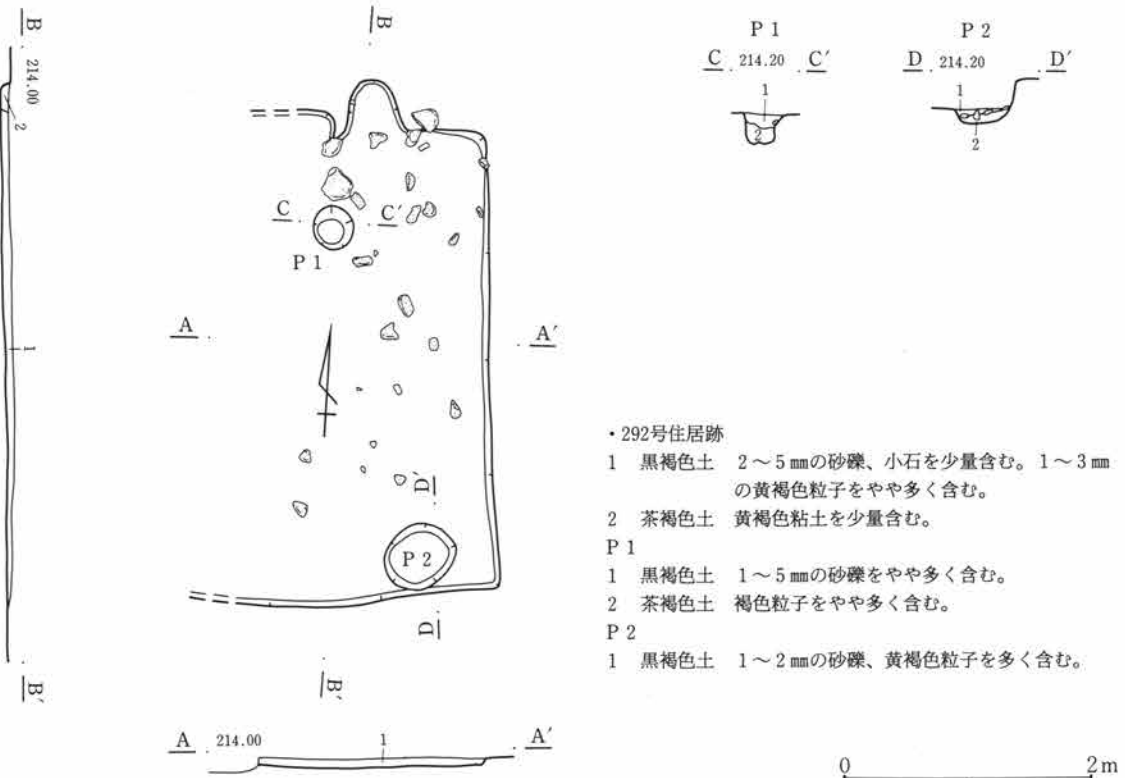 B
214.00
2
1
B′
B
C
C′
P 1
A
A′
D′
P 2
D
B′
A 214.00 1 A′
P 1
C 214.20 C′
1
2
P 2
D 214.20 D′
1
2
・292号住居跡
1 黒褐色土 2〜5㎜の砂礫、小石を少量含む。1〜3㎜
の黄褐色粒子をやや多く含む。
2 茶褐色土 黄褐色粘土を少量含む。
P 1
1 黒褐色土 1〜5㎜の砂礫をやや多く含む。
2 茶褐色土 褐色粒子をやや多く含む。
P 2
1 黒褐色土 1〜2㎜の砂礫、黄褐色粒子を多く含む。
0 2m